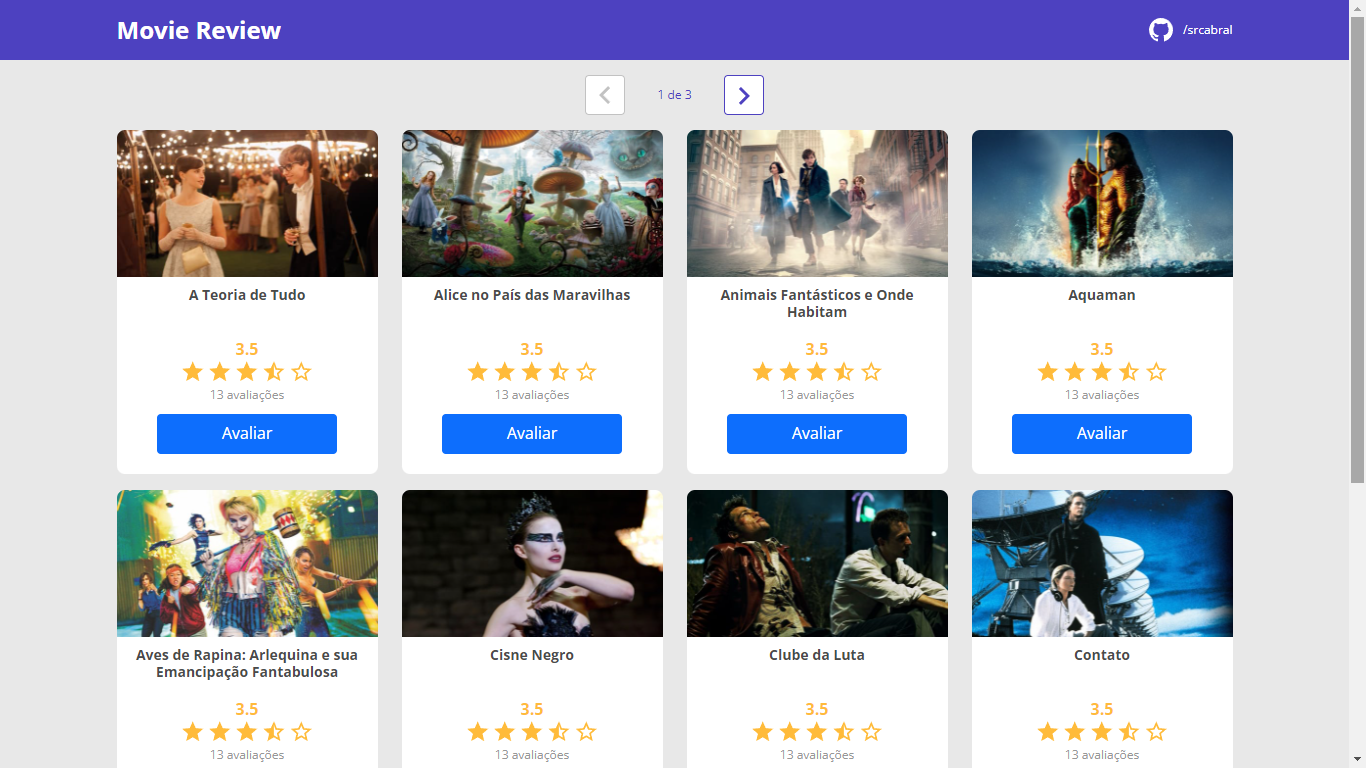 Movie Review
/srcabral
1 de 3
A Teoria de Tudo
Alice no País das Maravilhas
Animais Fantásticos e Onde
Habitam
Aquaman
3.5
3.5
3.5
3.5
13 avaliações
13 avaliações
13 avaliações
13 avaliações
Avaliar
Avaliar
Avaliar
Avaliar
Aves de Rapina: Arlequina e sua
Emancipação Fantabulosa
Cisne Negro
Clube da Luta
Contato
3.5
3.5
3.5
3.5
13 avaliações
13 avaliações
13 avaliações
13 avaliações